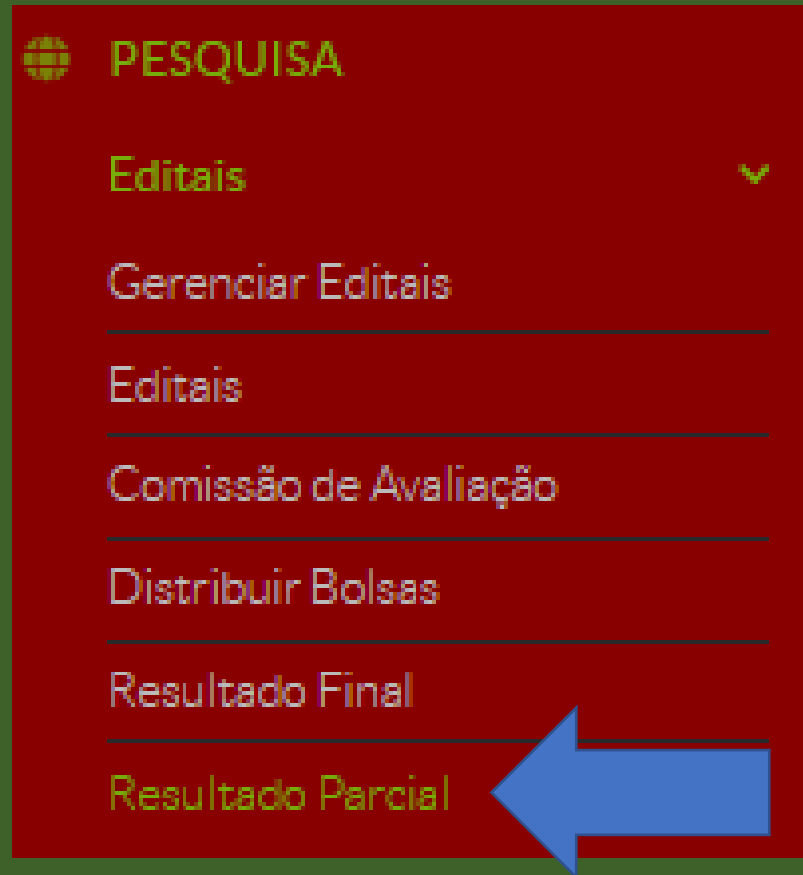 PESQUISA
Editais
Gerenciar Editais
Editais
Comissão de Avaliação
Distribuir Bolsas
Resultado Final
Resultado Parcial